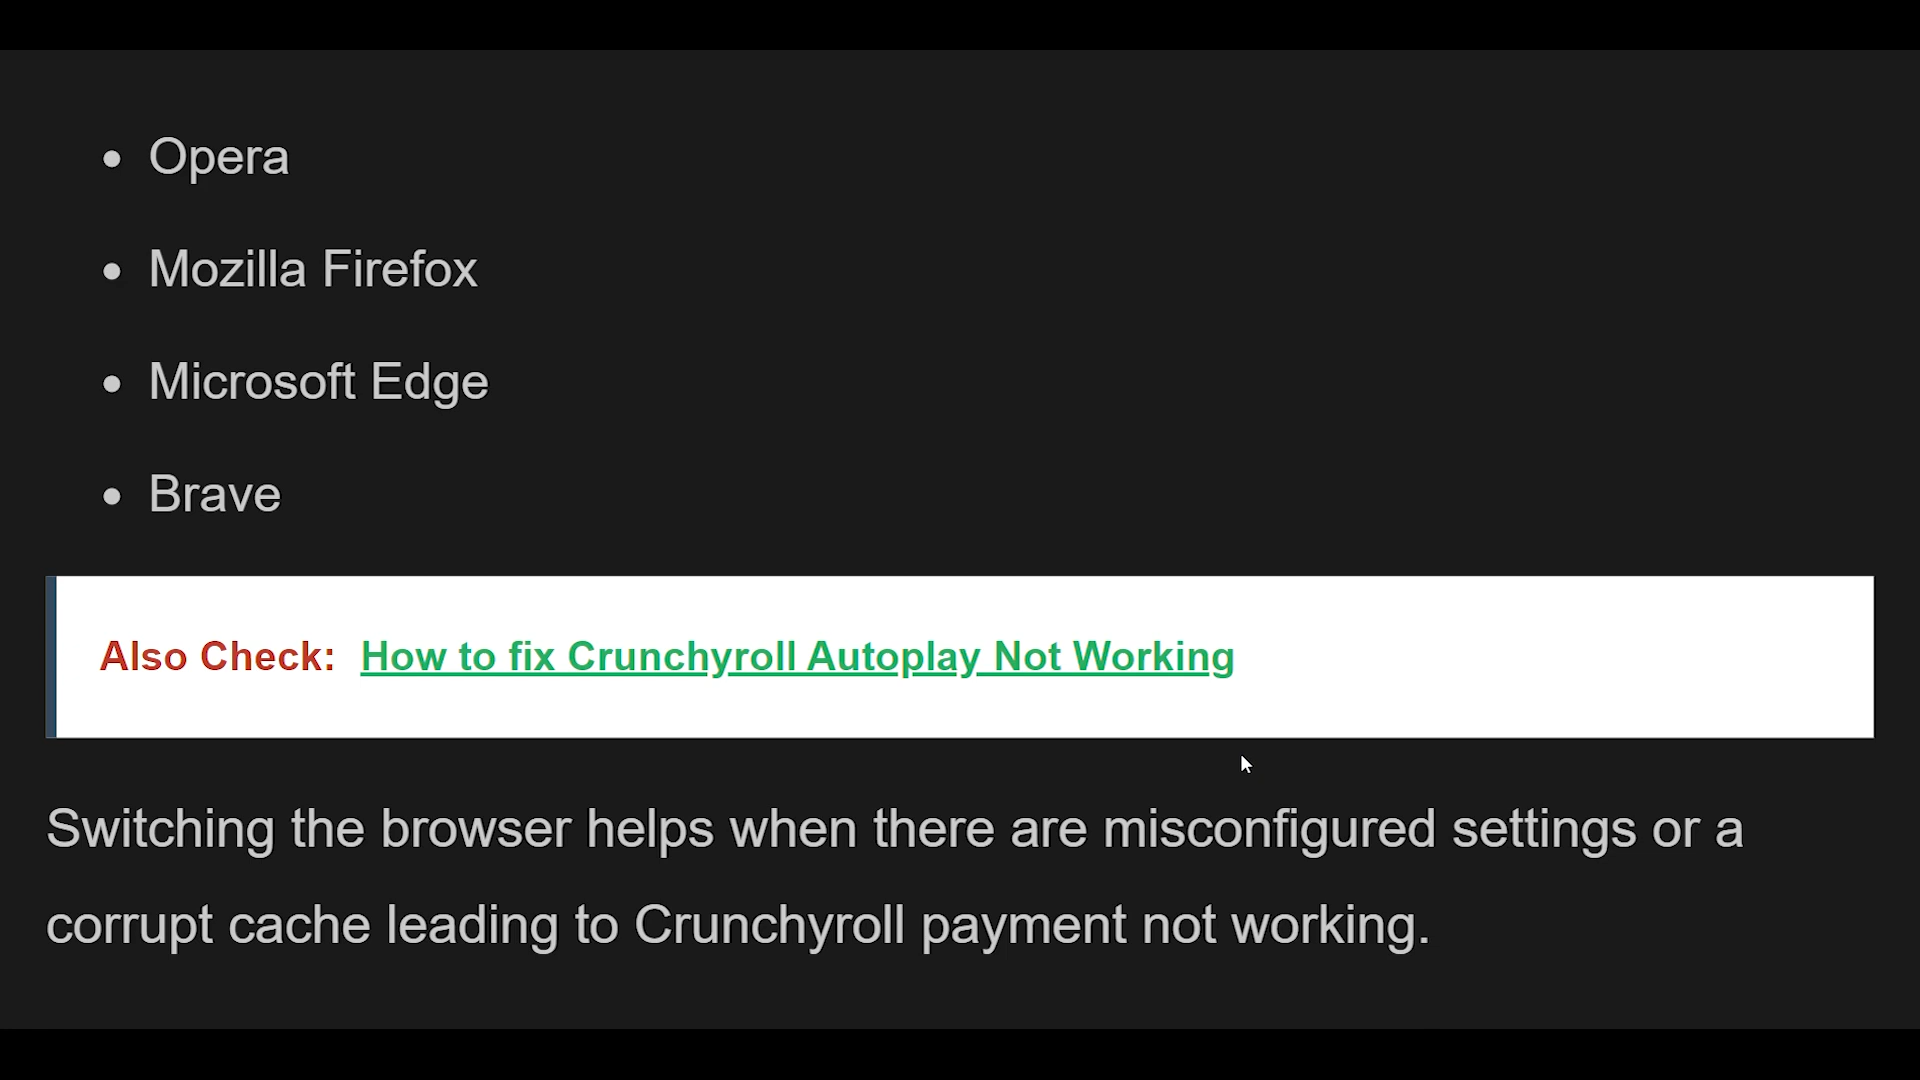 • Opera
• Mozilla Firefox
• Microsoft Edge
• Brave
Also Check: How to fix Crunchyroll Autoplay Not Working
Switching the browser helps when there are misconfigured settings or a
corrupt cache leading to Crunchyroll payment not working.